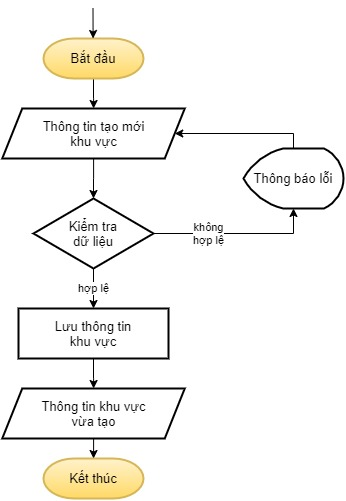 Bắt đầu
Thông tin tạo mới
khu vực
Thông báo lỗi
Kiểm tra
dữ liệu
không
hợp lệ
hợp lệ
Lưu thông tin
khu vực
Thông tin khu vực
vừa tạo
Kết thúc